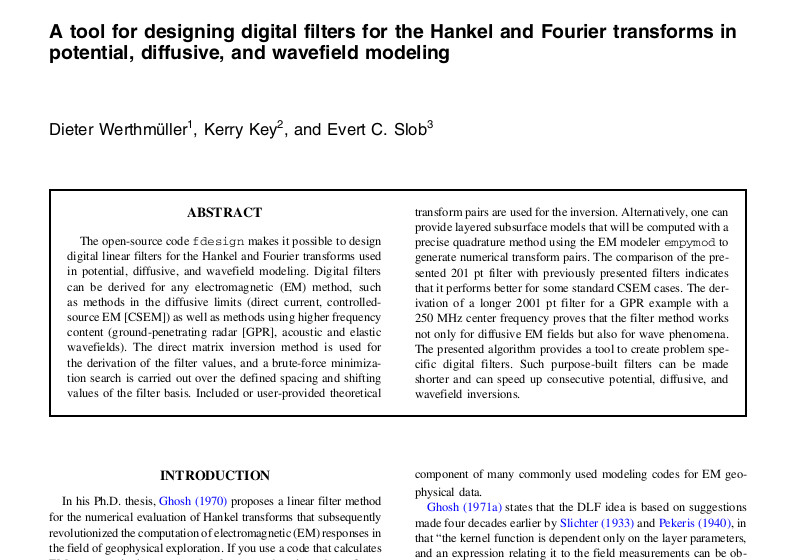 A tool for designing digital filters for the Hankel and Fourier transforms in
potential, diffusive, and wavefield modeling
Dieter Werthmüller1, Kerry Key2, and Evert C. Slob3
ABSTRACT
The open-source code fdesign makes it possible to design
digital linear filters for the Hankel and Fourier transforms used
in potential, diffusive, and wavefield modeling. Digital filters
can be derived for any electromagnetic (EM) method, such
as methods in the diffusive limits (direct current, controlled-
source EM [CSEM]) as well as methods using higher frequency
content (ground-penetrating radar [GPR], acoustic and elastic
wavefields). The direct matrix inversion method is used for
the derivation of the filter values, and a brute-force minimiza-
tion search is carried out over the defined spacing and shifting
values of the filter basis. Included or user-provided theoretical
transform pairs are used for the inversion. Alternatively, one can
provide layered subsurface models that will be computed with a
precise quadrature method using the EM modeler empymod to
generate numerical transform pairs. The comparison of the pre-
sented 201 pt filter with previously presented filters indicates
that it performs better for some standard CSEM cases. The der-
ivation of a longer 2001 pt filter for a GPR example with a
250 MHz center frequency proves that the filter method works
not only for diffusive EM fields but also for wave phenomena.
The presented algorithm provides a tool to create problem spe-
cific digital filters. Such purpose-built filters can be made
shorter and can speed up consecutive potential, diffusive, and
wavefield inversions.
INTRODUCTION
In his Ph.D. thesis, Ghosh (1970) proposes a linear filter method
for the numerical evaluation of Hankel transforms that subsequently
revolutionized the computation of electromagnetic (EM) responses in
the field of geophysical exploration. If you use a code that calculates
component of many commonly used modeling codes for EM geo-
physical data.
Ghosh (1971a) states that the DLF idea is based on suggestions
made four decades earlier by Slichter (1933) and Pekeris (1940), in
that “the kernel function is dependent only on the layer parameters,
and an expression relating it to the field measurements can be ob-